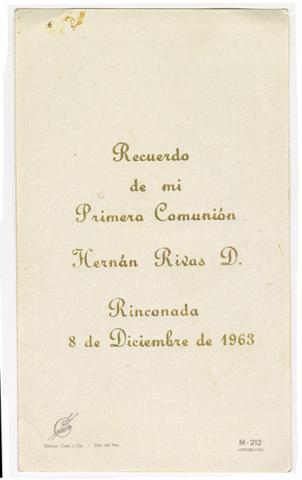 Recuerdo
de mi
Primera Comunión
Hernán Rivas D.
Rinconada
8 de Diciembre de 1963
M-212